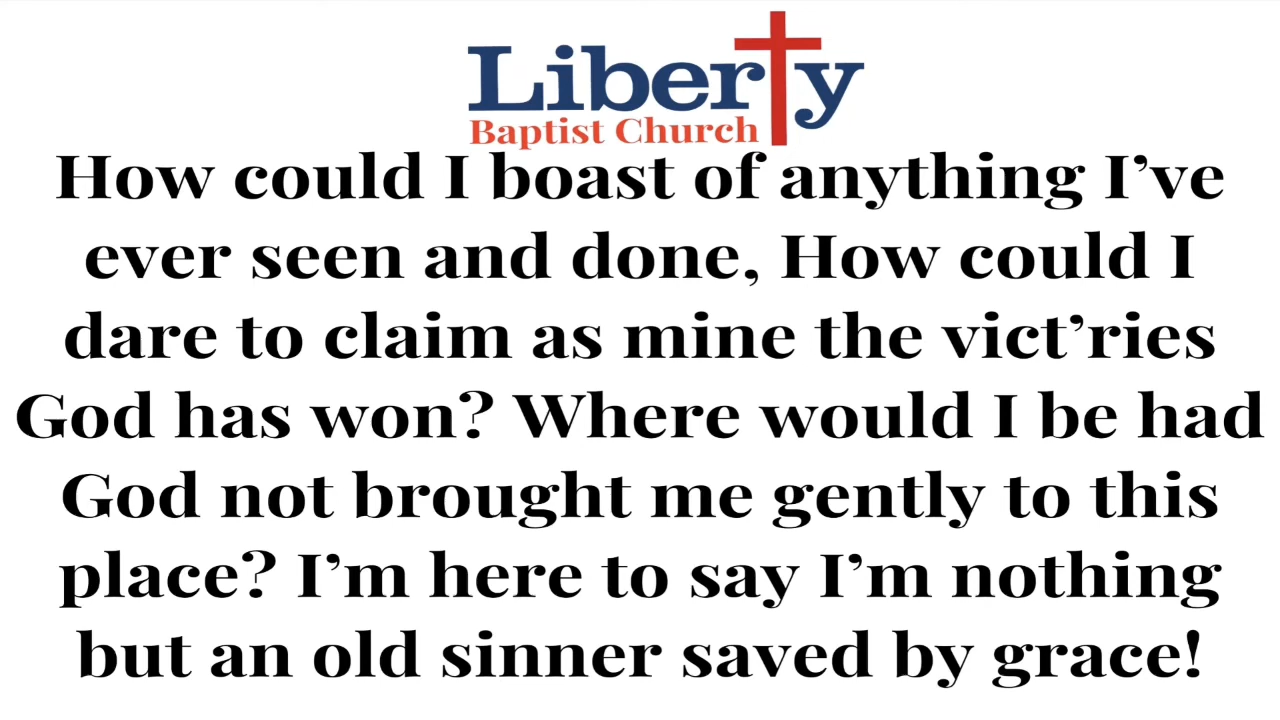 Liberty
Baptist Church
How could I boast of anything I’ve
ever seen and done, How could I
dare to claim as mine the vict’ries
God has won? Where would I be had
God not brought me gently to this
place? I’m here to say I’m nothing
but an old sinner saved by grace!